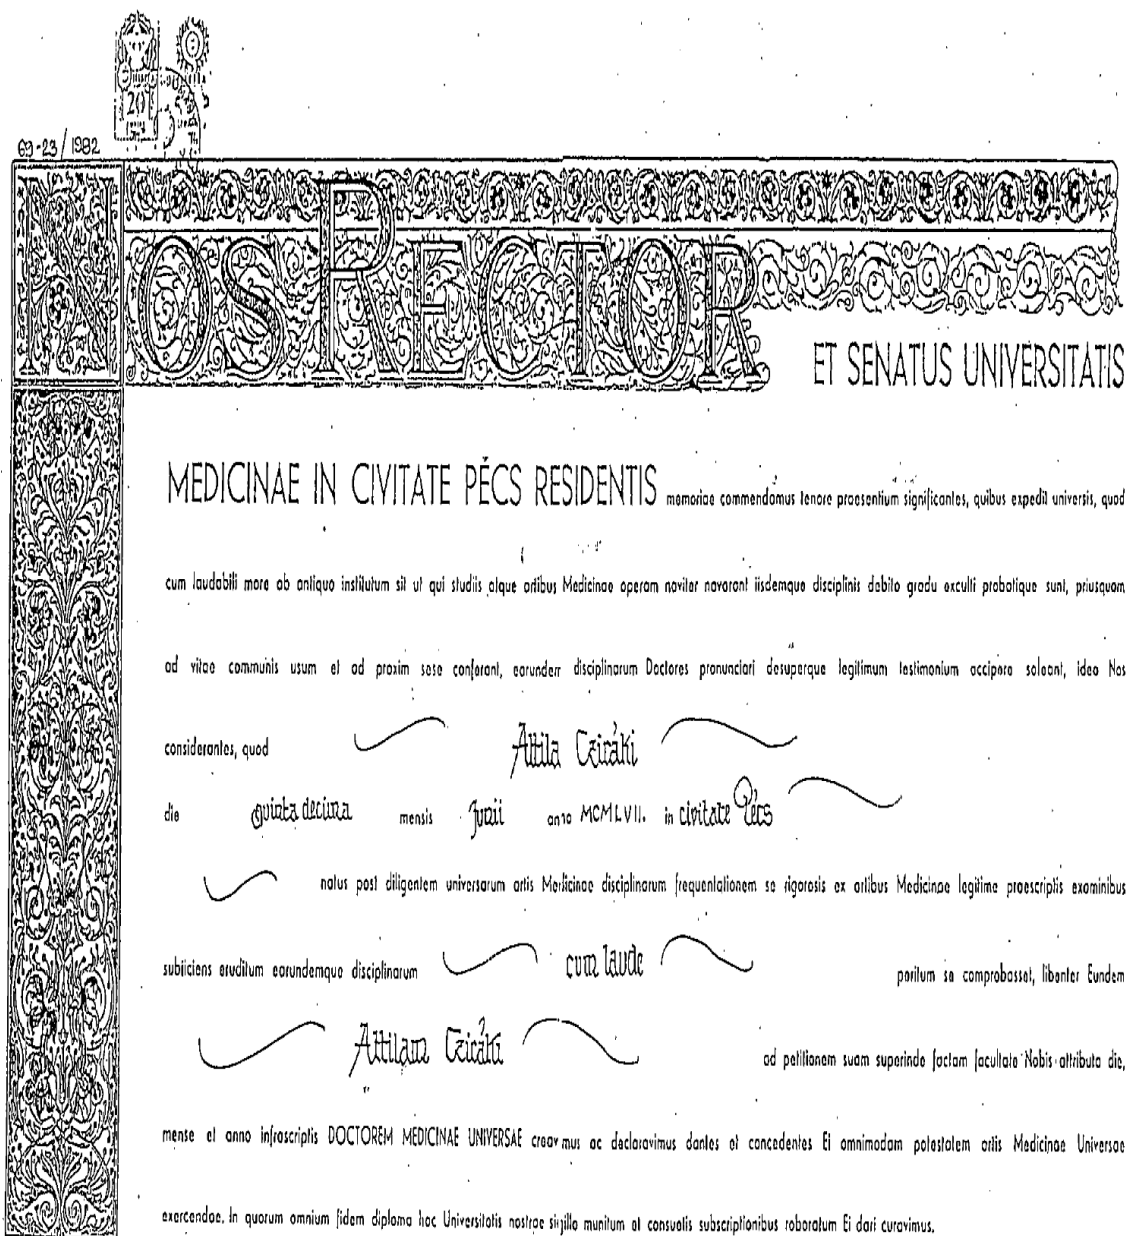 20
69-23/1982
NOS RECTOR
ET SENATUS UNIVERSITATIS
MEDICINAE IN CIVITATE PÉCS RESIDENTIS memoriae commendamus tenore praesentium significantes, quibus expedit universis, quod
cum laudabili more ab antiquo institutum sit ut qui studiis atque artibus Medicinae operam naviter navarant iisdemque disciplinis debito gradu exculti probatique sunt, priusquam
ad vitae communis usum et ad praxim sese conferant, earundem disciplinarum Doctores pronunciari desuperque legitimum testimonium accipere soleant, ideo Nos
considerantes, quod Attila Cziráki
die quinta decima mensis Junii anno MCMLVII. in civitate Pécs
natus post diligentem universarum artis Medicinae disciplinarum frequentationem se rigorosis ex artibus Medicinae legitime praescriptis examinibus
subiiciens eruditum earundemque disciplinarum cum laude peritum se comprobasset, libenter Eundem
Attilam Cziráki ad petitionem suam superinde factam facultate Nobis attributa die,
mense et anno infrascriptis DOCTOREM MEDICINAE UNIVERSAE creavimus ac declaravimus dantes et concedentes Ei omnimodam potestatem artis Medicinae Universae
exercendae. In quorum omnium fidem diploma hoc Universitatis nostrae sigillo munitum et consuetis subscriptionibus roboratum Ei dari curavimus.